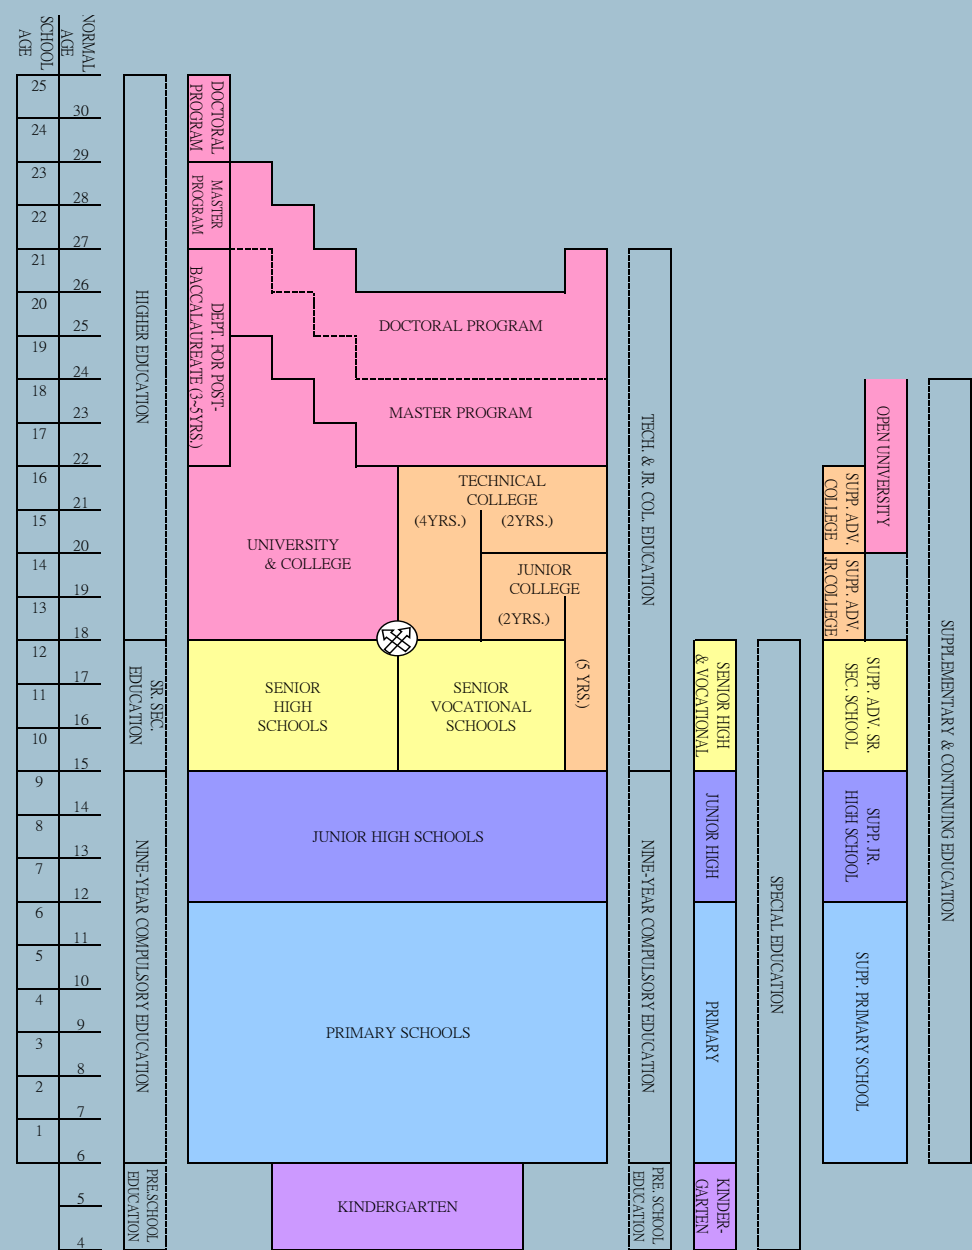 SCHOOL
AGE
NORMAL
AGE
25
24
23
22
21
20
19
18
17
16
15
14
13
12
11
10
9
8
7
6
5
4
3
2
1
30
29
28
27
26
25
24
23
22
21
20
19
18
17
16
15
14
13
12
11
10
9
8
7
6
5
4
HIGHER EDUCATION
SR. SEC.
EDUCATION
NINE-YEAR COMPULSORY EDUCATION
PRE.SCHOOL
EDUCATION
DOCTORAL
PROGRAM
MASTER
PROGRAM
DEPT. FOR POST-
BACCALAUREATE (3~5YRS.)
DOCTORAL PROGRAM
MASTER PROGRAM
UNIVERSITY
& COLLEGE
TECHNICAL
COLLEGE
(4YRS.)
(2YRS.)
JUNIOR
COLLEGE
(2YRS.)
(5 YRS.)
SENIOR
HIGH
SCHOOLS
SENIOR
VOCATIONAL
SCHOOLS
JUNIOR HIGH SCHOOLS
PRIMARY SCHOOLS
KINDERGARTEN
TECH. & JR. COL. EDUCATION
NINE-YEAR COMPULSORY EDUCATION
PRE. SCHOOL
EDUCATION
SENIOR HIGH
& VOCATIONAL
JUNIOR HIGH
PRIMARY
KINDER-
GARTEN
SPECIAL EDUCATION
OPEN UNIVERSITY
SUPP. ADV.
COLLEGE
SUPP. ADV.
JR.COLLEGE
SUPP. ADV. SR.
SEC. SCHOOL
SUPP. JR.
HIGH SCHOOL
SUPP. PRIMARY SCHOOL
SUPPLEMENTARY & CONTINUING EDUCATION